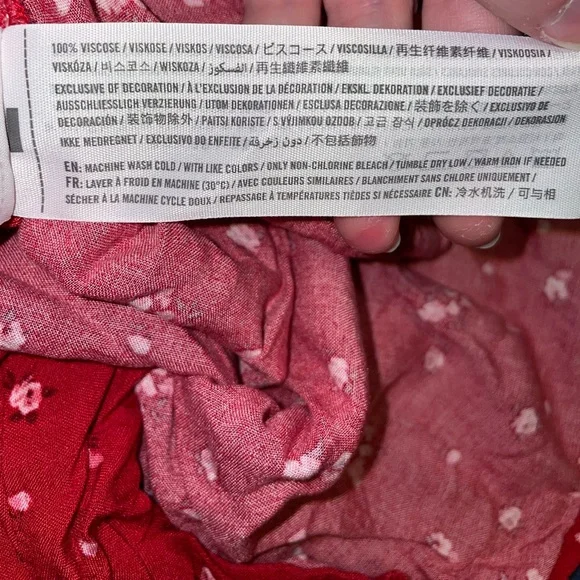 100% VISCOSE / VISKOSE / VISKOS / VISCOSA / ビスコース / VISCOSILLA / 再生纤维素纤维 / VISKOOSIA /
VISKÓZA / 비스코스 / WISKOZA / الفسكوز / 再生纖維素纖維
EXCLUSIVE OF DECORATION / À L'EXCLUSION DE LA DÉCORATION / EKSKL DEKORATION / EXCLUSIEF DECORATIE /
AUSSCHLIESSLICH VERZIERUNG / UTOM DEKORATIONEN / ESCLUSA DECORAZIONE / 装飾を除く / EXCLUSIVO DE
DECORACIÓN / 装饰物除外 / PAITSI KORISTE / S VÝJIMKOU OZDOB / 고급 장식 / OPRÓCZ DEKORACJI / DEKORASJON
IKKE MEDREGNET / EXCLUSIVO DO ENFEITE / دون زخرفة / 不包括飾物
EN: MACHINE WASH COLD / WITH LIKE COLORS / ONLY NON-CHLORINE BLEACH / TUMBLE DRY LOW / WARM IRON IF NEEDED
FR: LAVER À FROID EN MACHINE (30°C) / AVEC COULEURS SIMILAIRES / BLANCHIMENT SANS CHLORE UNIQUEMENT /
SÉCHER À LA MACHINE CYCLE DOUX / REPASSAGE À TEMPÉRATURES TIÈDES SI NÉCESSAIRE CN: 冷水机洗 / 可与相